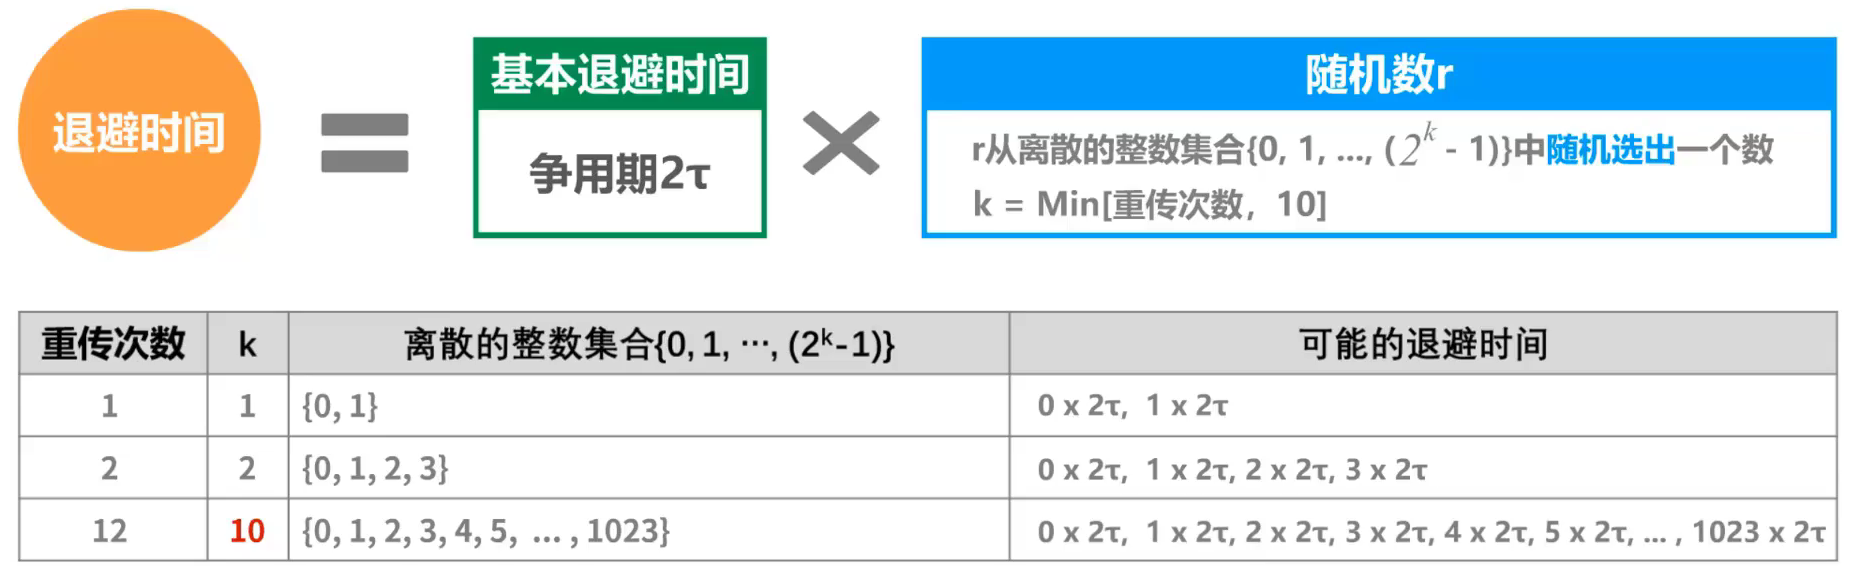 退避时间
=
基本退避时间
争用期2τ
×
随机数r
r从离散的整数集合{0, 1, ..., (2^k - 1)}中随机选出一个数
k = Min[重传次数，10]
重传次数 k 离散的整数集合{0, 1, ⋯, (2^k-1)} 可能的退避时间
1 1 {0, 1} 0 x 2τ, 1 x 2τ
2 2 {0, 1, 2, 3} 0 x 2τ, 1 x 2τ, 2 x 2τ, 3 x 2τ
12 10 {0, 1, 2, 3, 4, 5, ... , 1023} 0 x 2τ, 1 x 2τ, 2 x 2τ, 3 x 2τ, 4 x 2τ, 5 x 2τ, ... , 1023 x 2τ